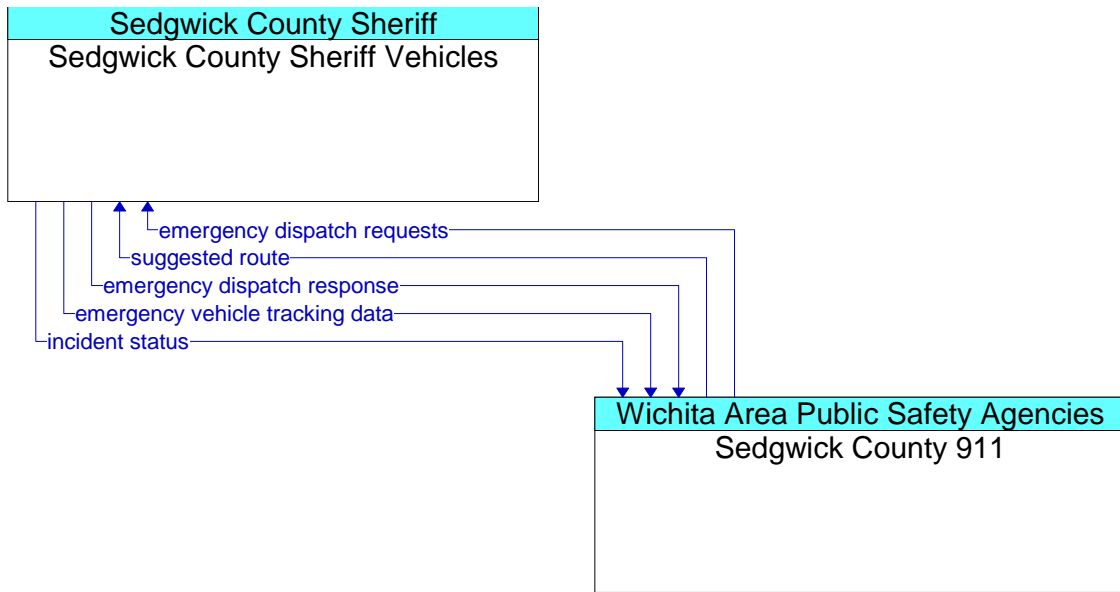 Sedgwick County Sheriff
Sedgwick County Sheriff Vehicles
emergency dispatch requests
suggested route
emergency dispatch response
emergency vehicle tracking data
incident status
Wichita Area Public Safety Agencies
Sedgwick County 911